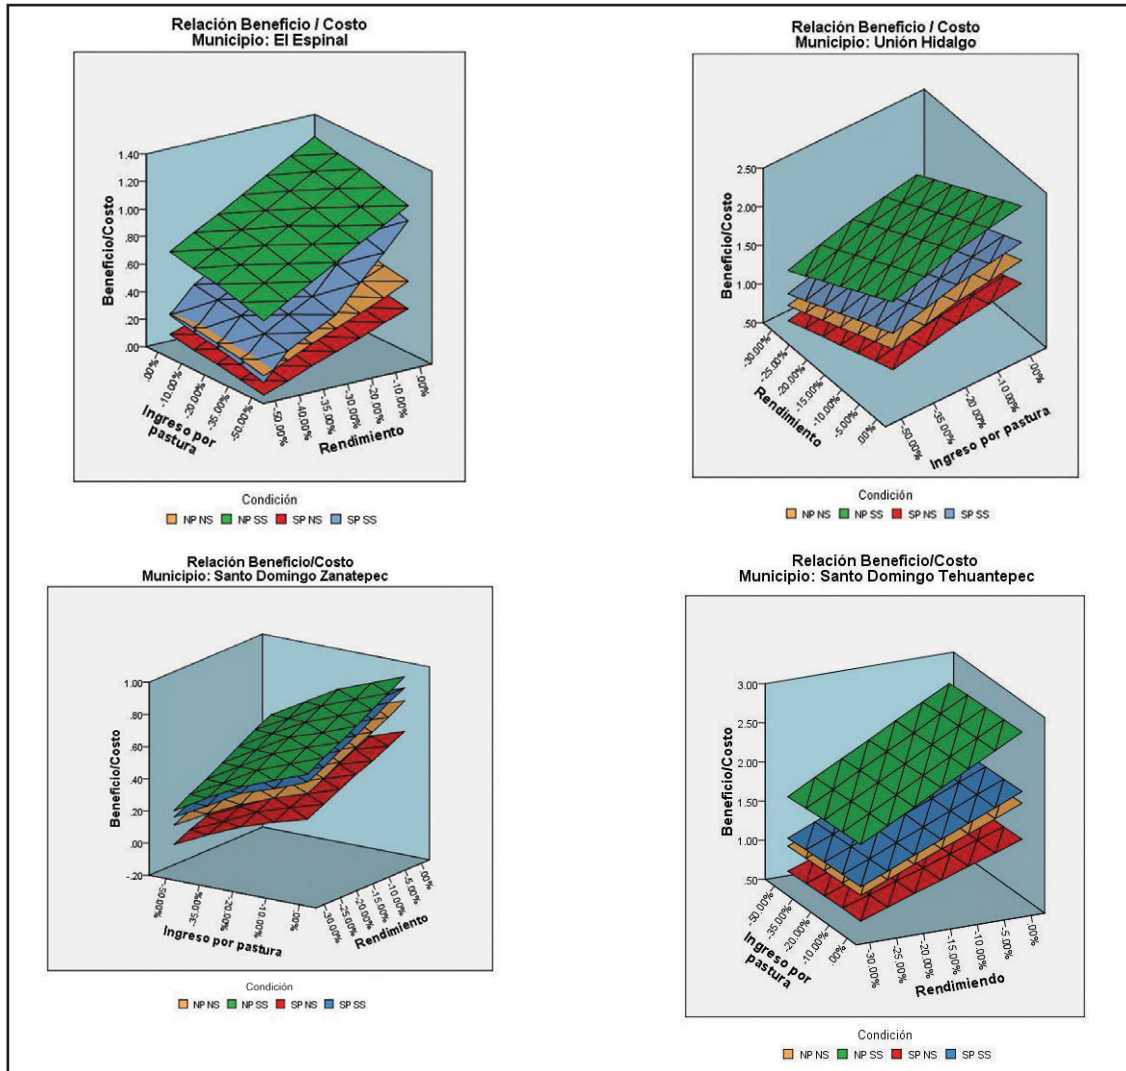 Relación Beneficio / Costo
Municipio: El Espinal
Beneficio/Costo
1.40
1.20
1.00
.80
.60
.40
.20
.00
.00%
-10.00%
-20.00%
-35.00%
-50.00%
Ingreso por
pastura
-50.00%
-40.00%
-35.00%
-30.00%
-20.00%
-10.00%
.00%
Rendimiento
Condición
NP NS NP SS SP NS SP SS
Relación Beneficio / Costo
Municipio: Unión Hidalgo
Beneficio/Costo
2.50
2.00
1.50
1.00
.50
-30.00%
-25.00%
-20.00%
-15.00%
-10.00%
-5.00%
.00%
Rendimiento
-50.00%
-35.00%
-20.00%
-10.00%
.00%
Ingreso por pastura
Condición
NP NS NP SS SP NS SP SS
Relación Beneficio/Costo
Municipio: Santo Domingo Zanatepec
Beneficio/Costo
1.00
.80
.60
.40
.20
.00
-.20
-50.00%
-35.00%
-20.00%
-10.00%
.00%
Ingreso por pastura
-30.00%
-25.00%
-20.00%
-15.00%
-10.00%
-5.00%
.00%
Rendimiento
Condición
NP NS NP SS SP NS SP SS
Relación Beneficio/Costo
Municipio: Santo Domingo Tehuantepec
Beneficio/Costo
3.00
2.50
2.00
1.50
1.00
.50
-50.00%
-35.00%
-20.00%
-10.00%
.00%
Ingreso por
pastura
-30.00%
-25.00%
-20.00%
-15.00%
-10.00%
-5.00%
.00%
Rendimiendo
Condición
NP NS NP SS SP NS SP SS